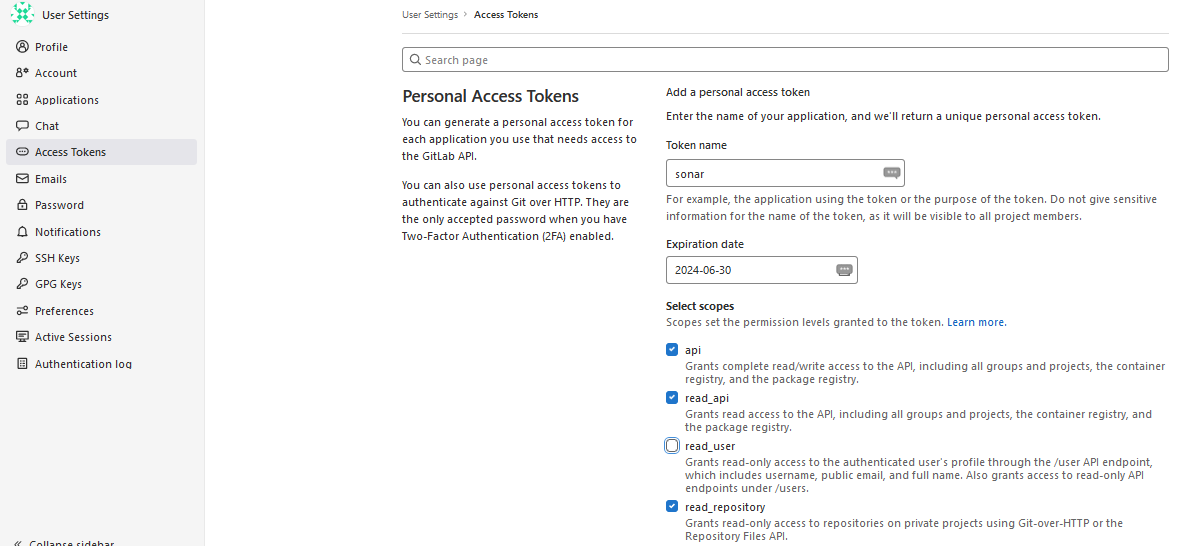 User Settings
Profile
Account
Applications
Chat
Access Tokens
Emails
Password
Notifications
SSH Keys
GPG Keys
Preferences
Active Sessions
Authentication log
Collapse sidebar
User Settings > Access Tokens
Search page
Personal Access Tokens
You can generate a personal access token for
each application you use that needs access to
the GitLab API.
You can also use personal access tokens to
authenticate against Git over HTTP. They are
the only accepted password when you have
Two-Factor Authentication (2FA) enabled.
Add a personal access token
Enter the name of your application, and we'll return a unique personal access token.
Token name
sonar
For example, the application using the token or the purpose of the token. Do not give sensitive
information for the name of the token, as it will be visible to all project members.
Expiration date
2024-06-30
Select scopes
Scopes set the permission levels granted to the token. Learn more.
api
Grants complete read/write access to the API, including all groups and projects, the container
registry, and the package registry.
read_api
Grants read access to the API, including all groups and projects, the container registry, and
the package registry.
read_user
Grants read-only access to the authenticated user's profile through the /user API endpoint,
which includes username, public email, and full name. Also grants access to read-only API
endpoints under /users.
read_repository
Grants read-only access to repositories on private projects using Git-over-HTTP or the
Repository Files API.